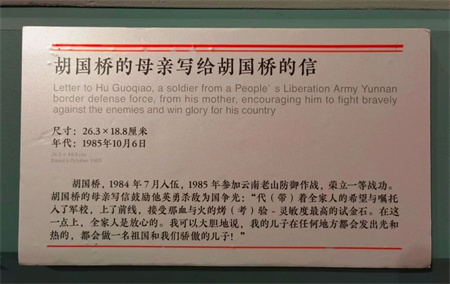 胡国桥的母亲写给胡国桥的信
Letter to Hu Guoqiao, a soldier from a People's Liberation Army Yunnan
border defense force, from his mother, encouraging him to fight bravely
against the enemies and win glory for his country
尺寸：26.3×18.8厘米
年代：1985年10月6日
胡国桥，1984年7月入伍，1985年参加云南老山防御作战，荣立一等战功。
胡国桥的母亲写信鼓励他英勇杀敌为国争光：“代（带）着全家人的希望与嘱托
入了军校，上了前线，接受那血与火的烤（考）验-灵敏度最高的试金石。在这
一点上，全家人是放心的。我可以大胆地说，我的儿子在任何地方都会发出光和
热的，都会做一名祖国和我们骄傲的儿子！”